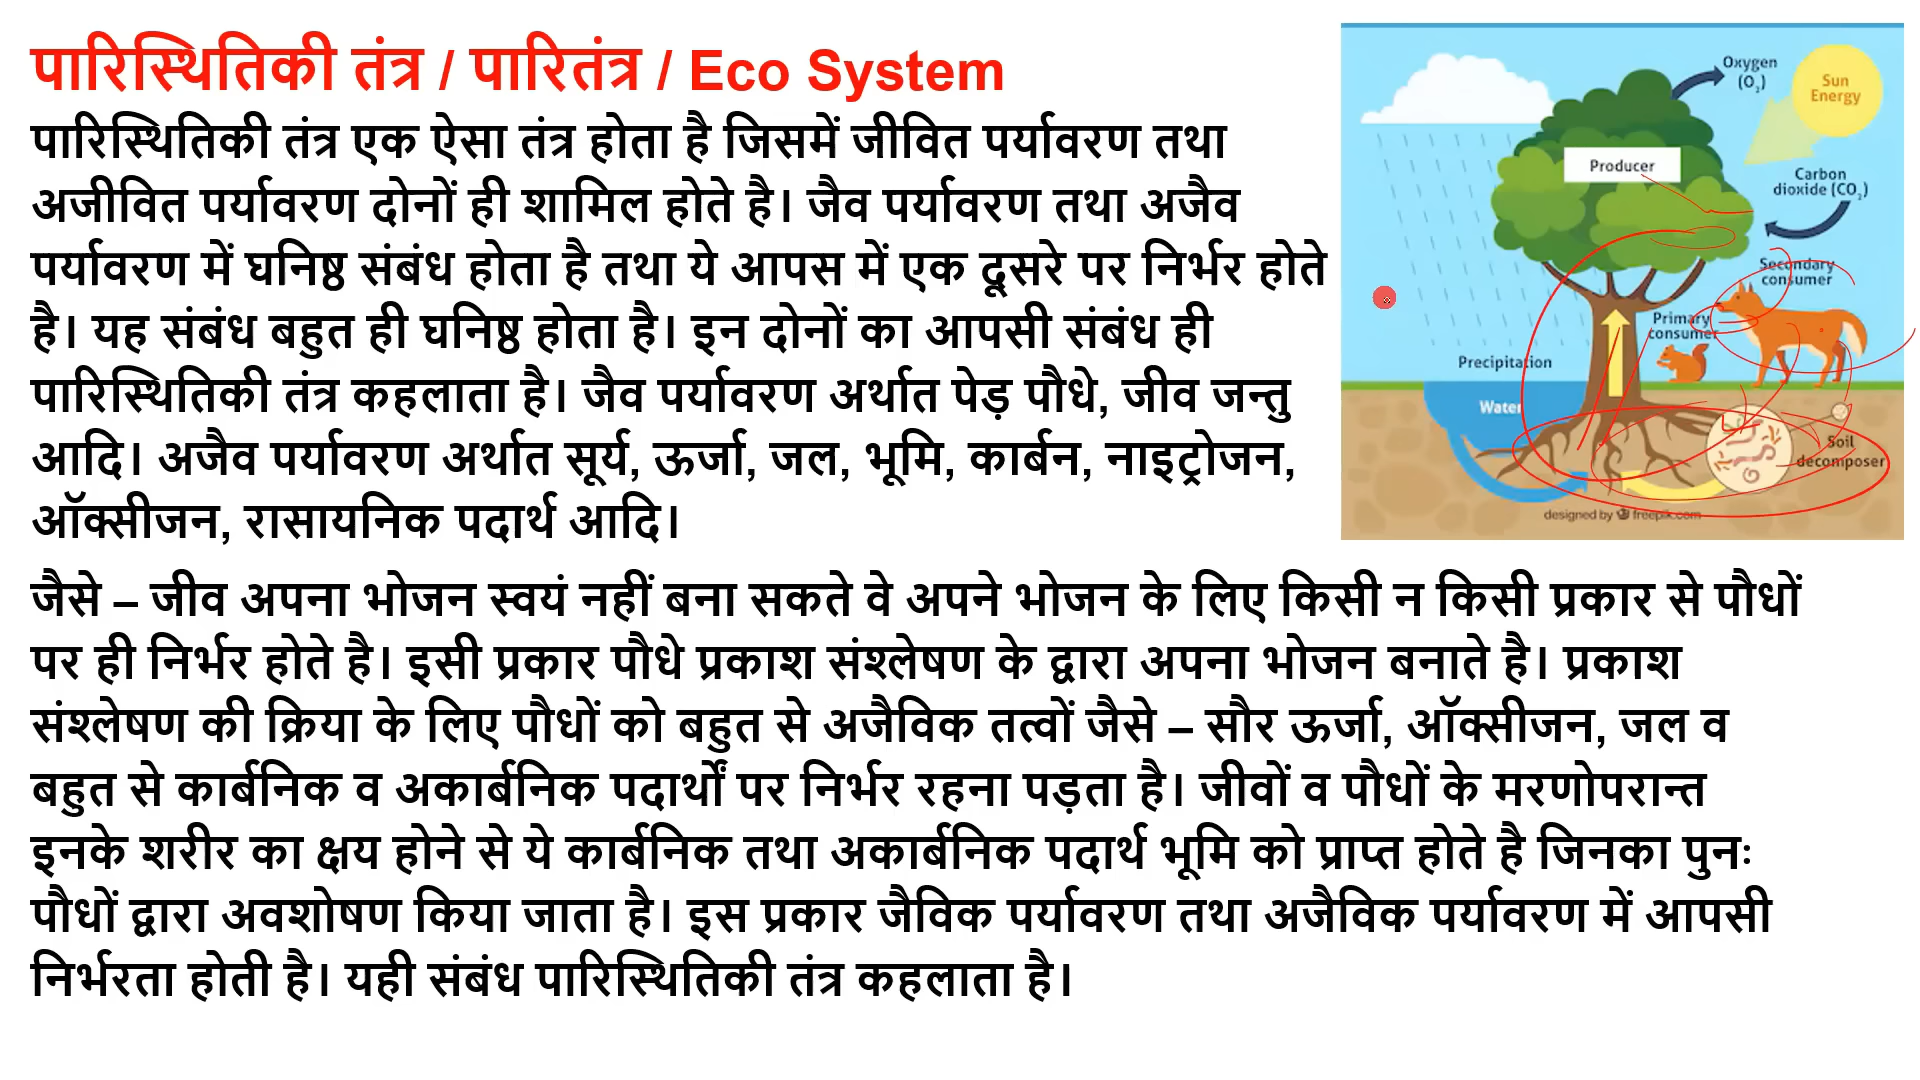 पारिस्थितिकी तंत्र / पारितंत्र / Eco System
पारिस्थितिकी तंत्र एक ऐसा तंत्र होता है जिसमें जीवित पर्यावरण तथा
अजीवित पर्यावरण दोनों ही शामिल होते है। जैव पर्यावरण तथा अजैव
पर्यावरण में घनिष्ठ संबंध होता है तथा ये आपस में एक दूसरे पर निर्भर होते
है। यह संबंध बहुत ही घनिष्ठ होता है। इन दोनों का आपसी संबंध ही
पारिस्थितिकी तंत्र कहलाता है। जैव पर्यावरण अर्थात पेड़ पौधे, जीव जन्तु
आदि। अजैव पर्यावरण अर्थात सूर्य, ऊर्जा, जल, भूमि, कार्बन, नाइट्रोजन,
ऑक्सीजन, रासायनिक पदार्थ आदि।
जैसे – जीव अपना भोजन स्वयं नहीं बना सकते वे अपने भोजन के लिए किसी न किसी प्रकार से पौधों
पर ही निर्भर होते है। इसी प्रकार पौधे प्रकाश संश्लेषण के द्वारा अपना भोजन बनाते है। प्रकाश
संश्लेषण की क्रिया के लिए पौधों को बहुत से अजैविक तत्वों जैसे – सौर ऊर्जा, ऑक्सीजन, जल व
बहुत से कार्बनिक व अकार्बनिक पदार्थों पर निर्भर रहना पड़ता है। जीवों व पौधों के मरणोपरान्त
इनके शरीर का क्षय होने से ये कार्बनिक तथा अकार्बनिक पदार्थ भूमि को प्राप्त होते है जिनका पुनः
पौधों द्वारा अवशोषण किया जाता है। इस प्रकार जैविक पर्यावरण तथा अजैविक पर्यावरण में आपसी
निर्भरता होती है। यही संबंध पारिस्थितिकी तंत्र कहलाता है।
Oxygen
(O₂)
Sun
Energy
Producer
Carbon
dioxide (CO₂)
Secondary
consumer
Primary
consumer
Precipitation
Water
Soil
decomposer
designed by freepik.com